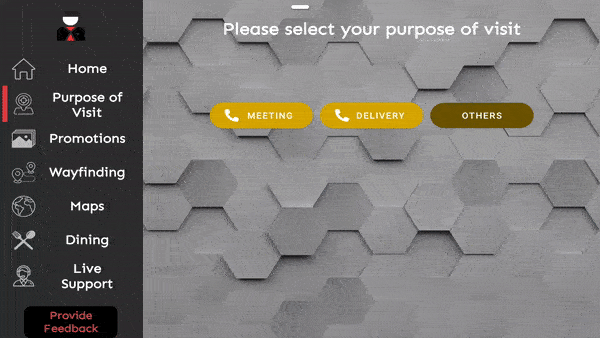 Please select your purpose of visit
Home
Purpose of
Visit
Promotions
Wayfinding
Maps
Dining
Live
Support
Provide
Feedback
MEETING
DELIVERY
OTHERS